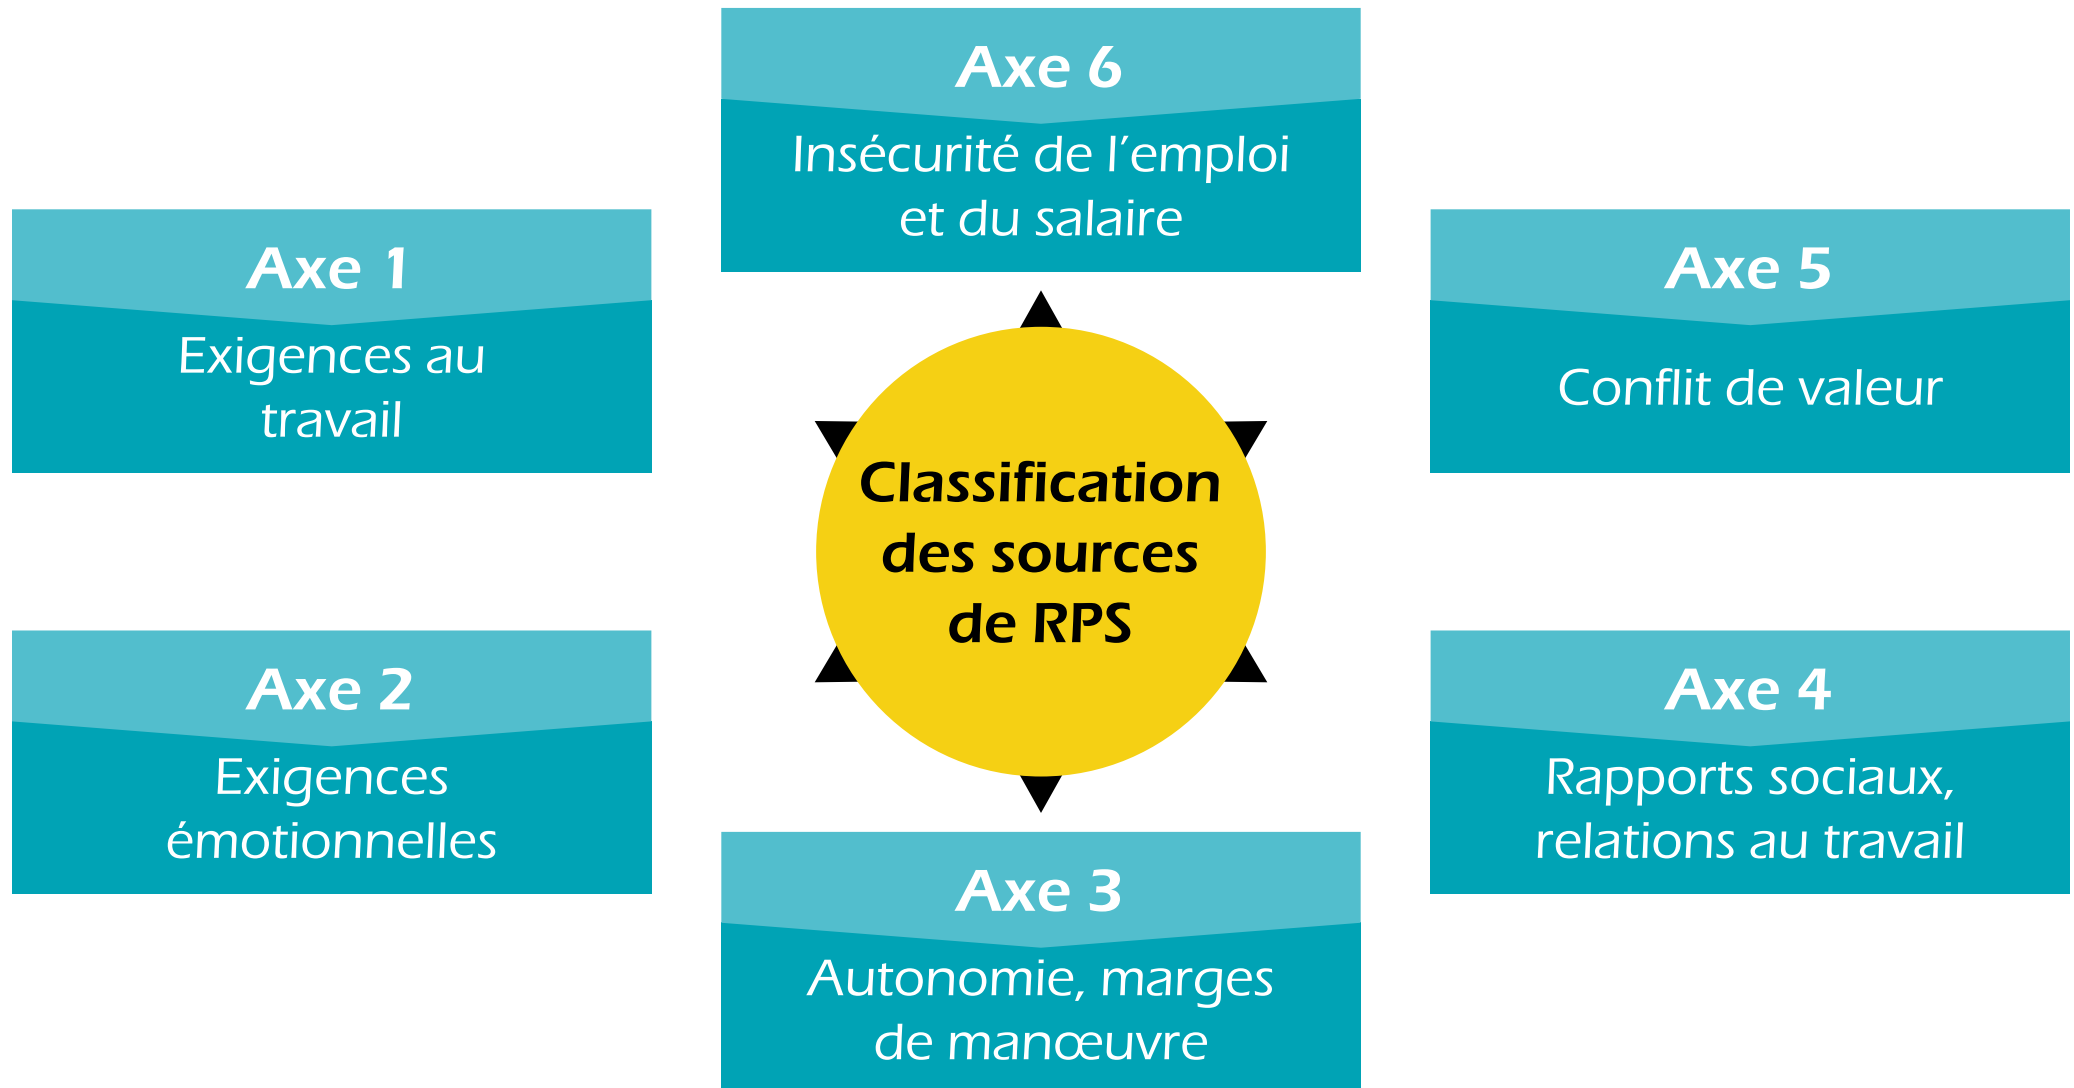 Axe 6
Insécurité de l'emploi
et du salaire
Axe 1
Exigences au
travail
Axe 5
Conflit de valeur
Classification
des sources
de RPS
Axe 2
Exigences
émotionnelles
Axe 4
Rapports sociaux,
relations au travail
Axe 3
Autonomie, marges
de manœuvre